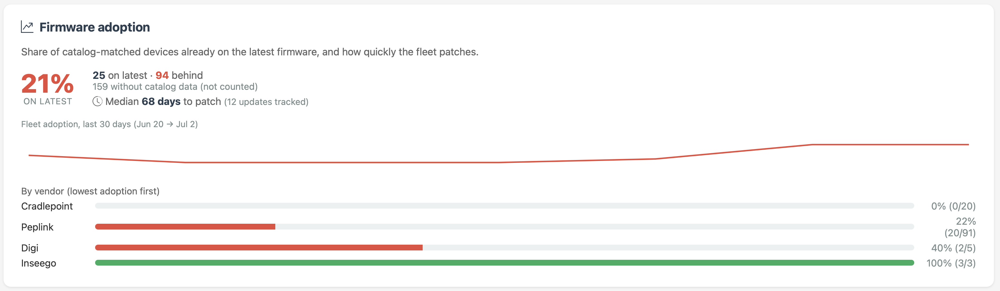 Firmware adoption
Share of catalog-matched devices already on the latest firmware, and how quickly the fleet patches.
21%
ON LATEST
25 on latest · 94 behind
159 without catalog data (not counted)
Median 68 days to patch (12 updates tracked)
Fleet adoption, last 30 days (Jun 20 → Jul 2)
By vendor (lowest adoption first)
Cradlepoint 0% (0/20)
Peplink 22%
(20/91)
Digi 40% (2/5)
Inseego 100% (3/3)